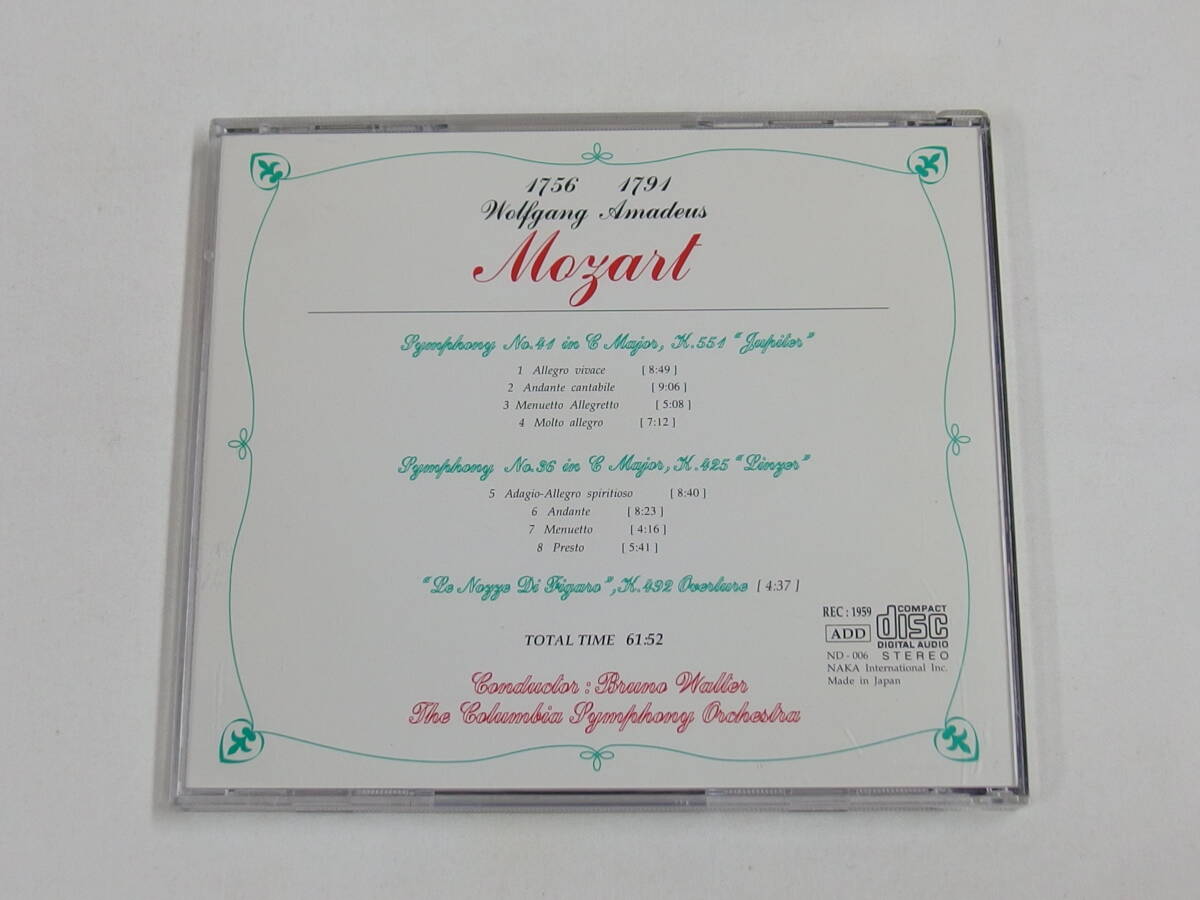 1756 1791
Wolfgang Amadeus
Mozart
Symphony No.41 in C Major, K.551 "Jupiter"
1 Allegro vivace [ 8:49 ]
2 Andante cantabile [ 9:06 ]
3 Menuetto Allegretto [ 5:08 ]
4 Molto allegro [ 7:12 ]
Symphony No.36 in C Major, K.425 "Linzer"
5 Adagio-Allegro spiritioso [ 8:40 ]
6 Andante [ 8:23 ]
7 Menuetto [ 4:16 ]
8 Presto [ 5:41 ]
"Le Nozze Di Figaro", K.492 Overture [ 4:37 ]
TOTAL TIME 61:52
Conductor : Bruno Walter
The Columbia Symphony Orchestra
REC : 1959
ADD
COMPACT
disc
DIGITAL AUDIO
ND - 006 STEREO
NAKA International Inc.
Made in Japan